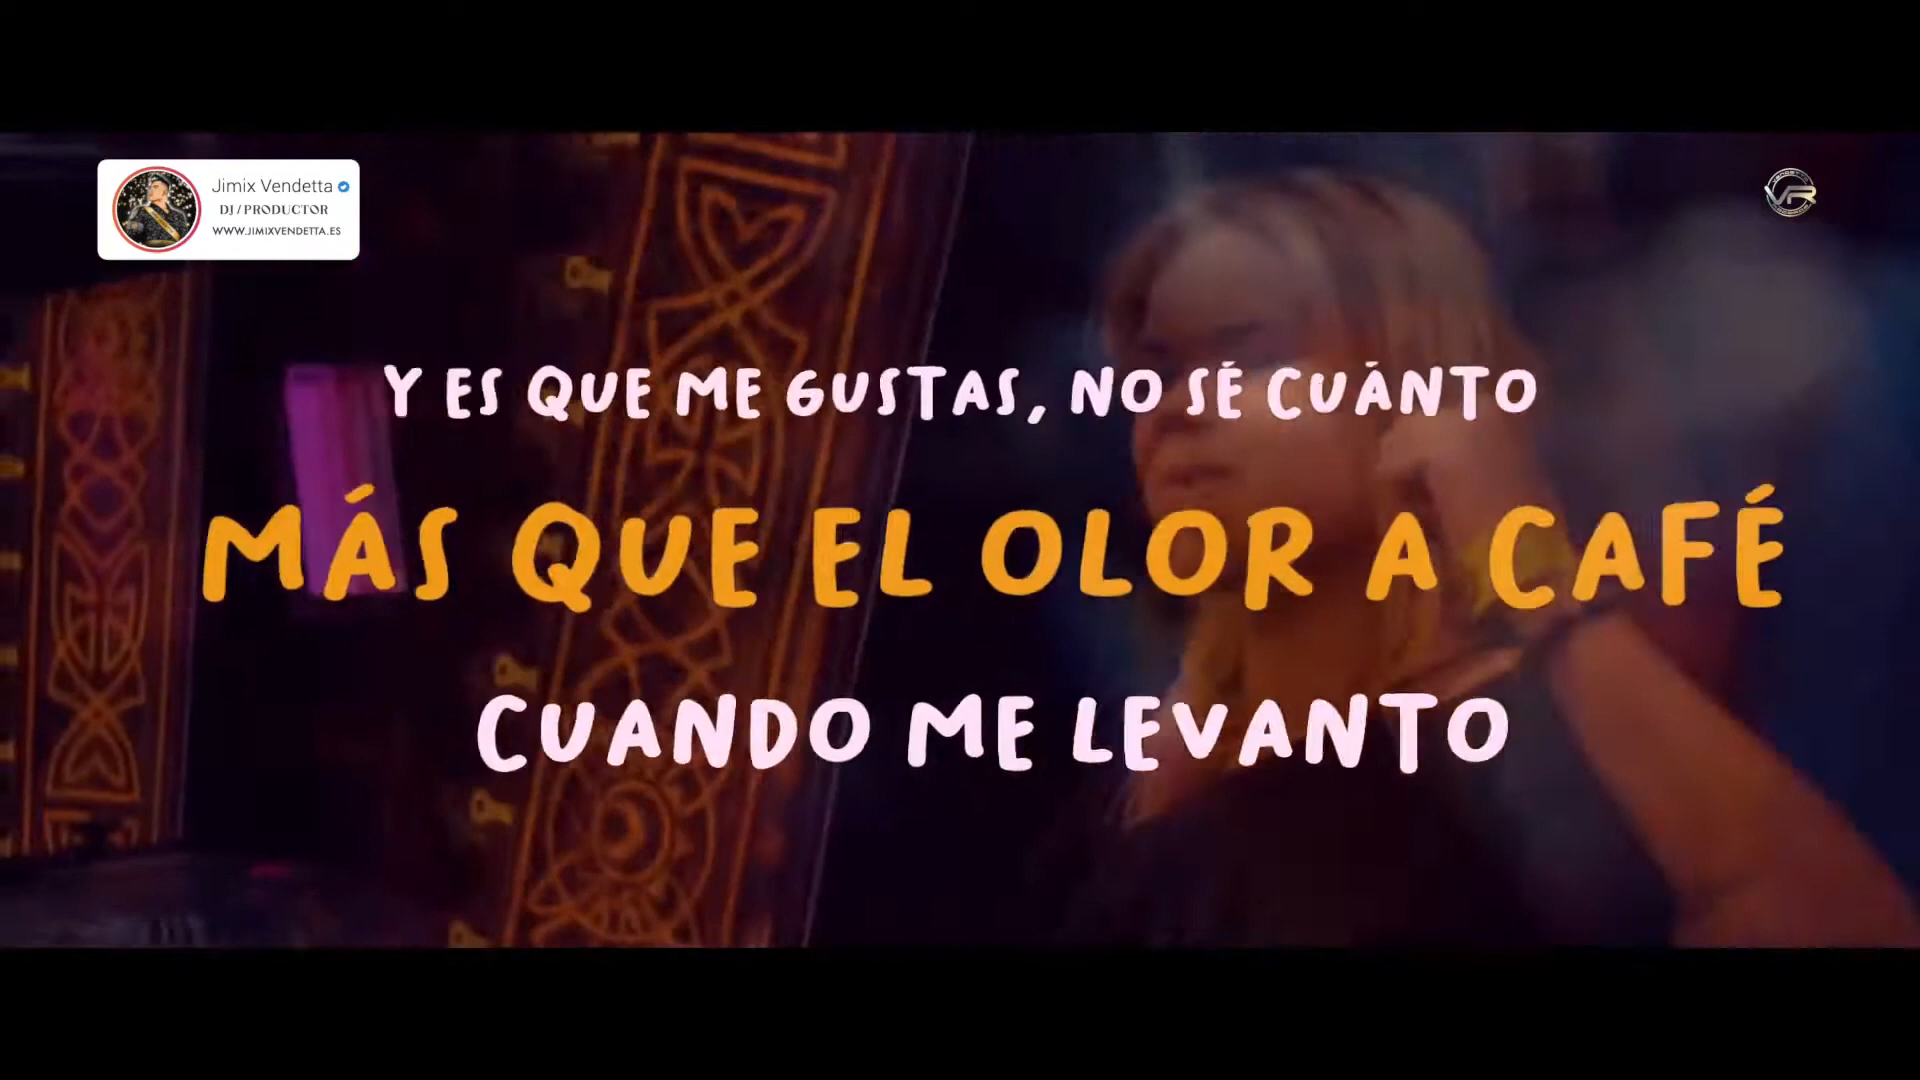 Jimix Vendetta
DJ / PRODUCTOR
WWW.JIMIXVENDETTA.ES
VR
Y ES QUE ME GUSTAS, NO SÉ CUÁNTO
MÁS QUE EL OLOR A CAFÉ
CUANDO ME LEVANTO